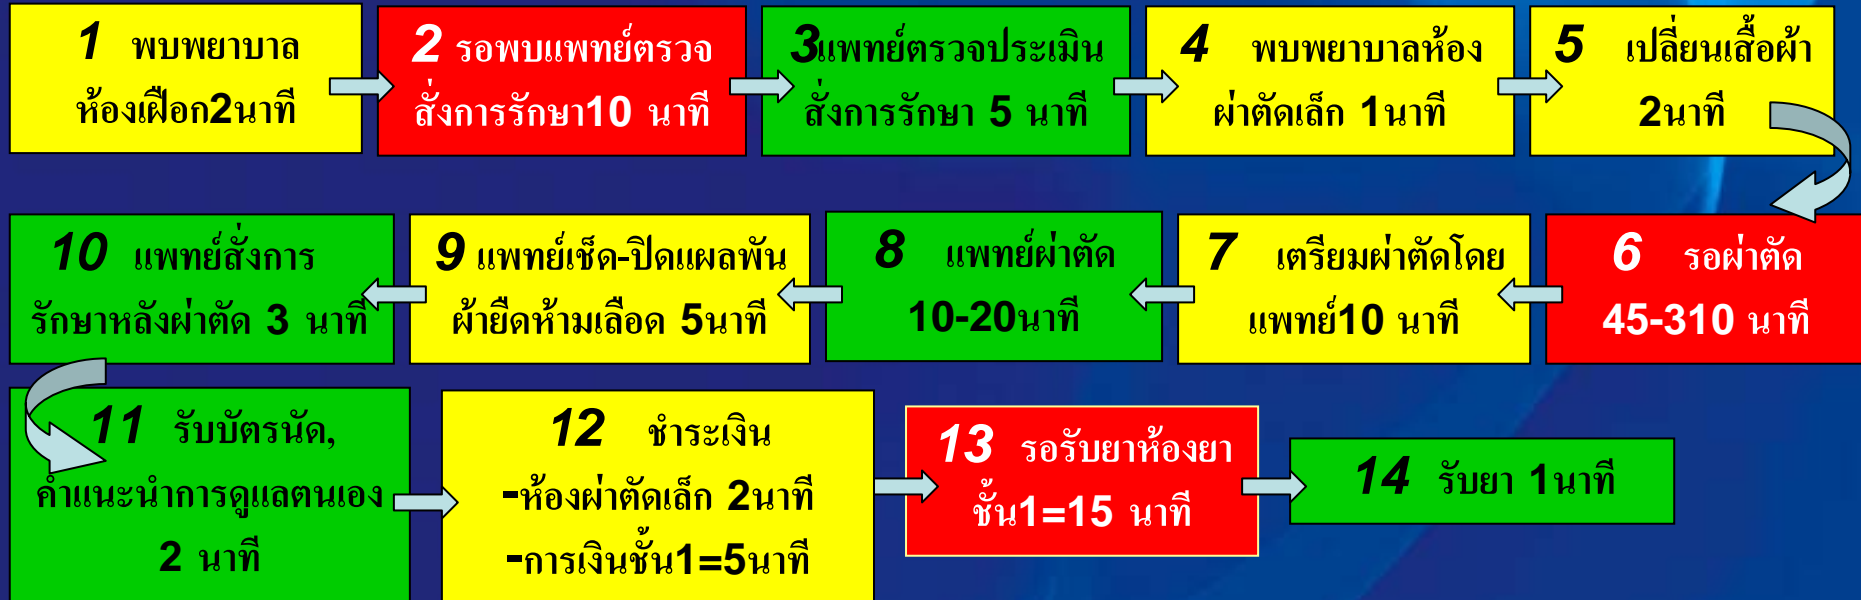 1 พบพยาบาล
ห้องเฝือก2นาที
2 รอพบแพทย์ตรวจ
สั่งการรักษา10 นาที
3แพทย์ตรวจประเมิน
สั่งการรักษา 5 นาที
4 พบพยาบาลห้อง
ผ่าตัดเล็ก 1นาที
5 เปลี่ยนเสื้อผ้า
2นาที
6 รอผ่าตัด
45-310 นาที
7 เตรียมผ่าตัดโดย
แพทย์10 นาที
8 แพทย์ผ่าตัด
10-20นาที
9 แพทย์เช็ด-ปิดแผลพัน
ผ้ายืดห้ามเลือด 5นาที
10 แพทย์สั่งการ
รักษาหลังผ่าตัด 3 นาที
11 รับบัตรนัด,
คำแนะนำการดูแลตนเอง
2 นาที
12 ชำระเงิน
-ห้องผ่าตัดเล็ก 2นาที
-การเงินชั้น1=5นาที
13 รอรับยาห้องยา
ชั้น1=15 นาที
14 รับยา 1นาที